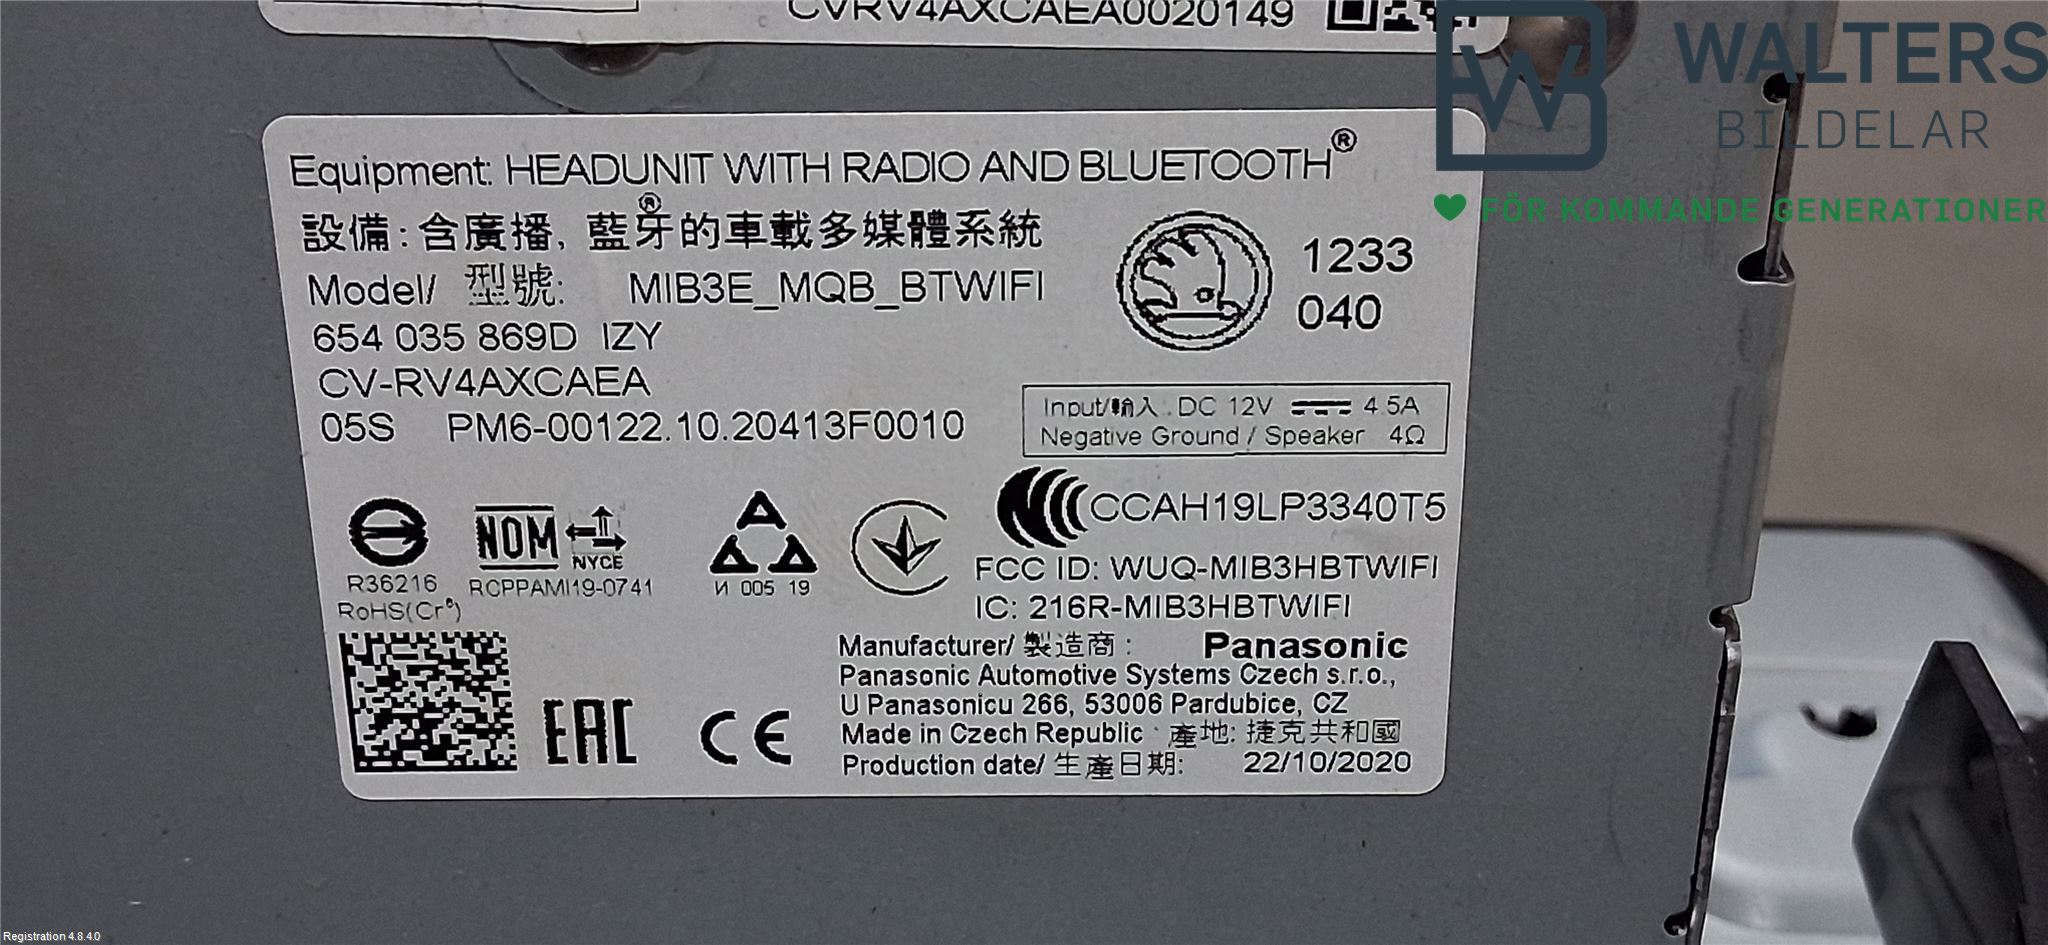 CVRV4AXCAEA0020149
WALTERS
BILDELAR
FÖR KOMMANDE GENERATIONER
Equipment: HEADUNIT WITH RADIO AND BLUETOOTH®
設備:含廣播, 藍牙®的車載多媒體系統
Model/ 型號: MIB3E_MQB_BTWIFI
654 035 869D IZY
CV-RV4AXCAEA
05S PM6-00122.10.20413F0010
1233
040
Input/輸入: DC 12V 4.5A
Negative Ground / Speaker 4Ω
CCAH19LP3340T5
FCC ID: WUQ-MIB3HBTWIFI
IC: 216R-MIB3HBTWIFI
R36216
RoHS(Cr⁶)
NOM
NYCE
RCPPAMI19-0741
И 005 19
EAC
CE
Manufacturer/ 製造商: Panasonic
Panasonic Automotive Systems Czech s.r.o.,
U Panasonicu 266, 53006 Pardubice, CZ
Made in Czech Republic 產地: 捷克共和國
Production date/ 生產日期: 22/10/2020
Registration 4.8.4.0